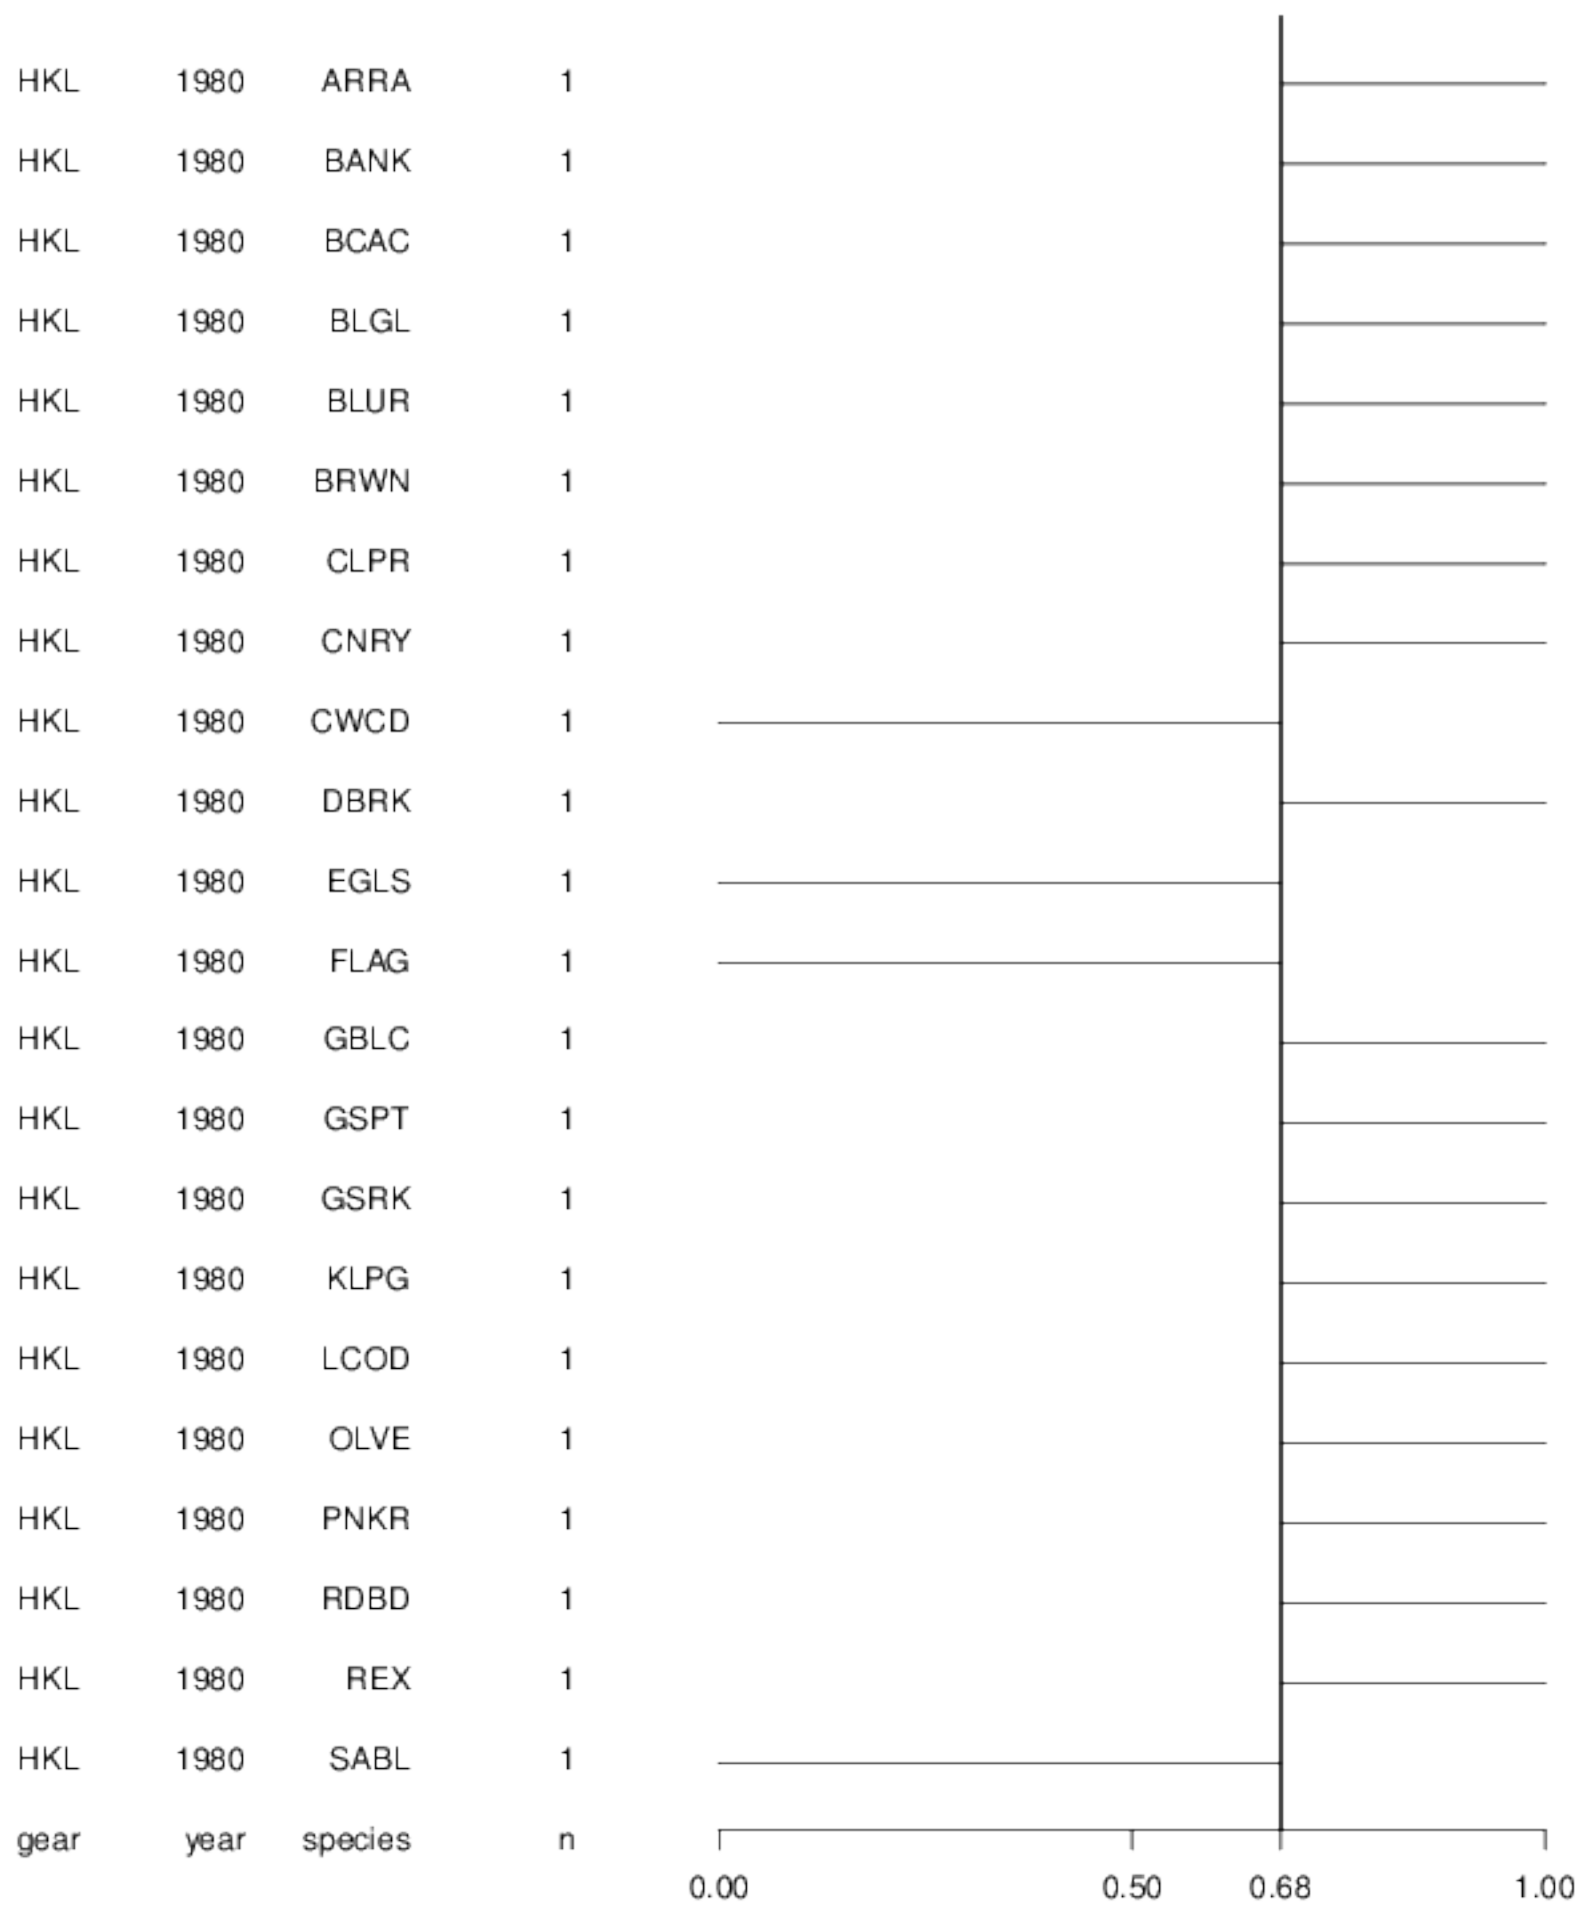 HKL 1980 ARRA 1
HKL 1980 BANK 1
HKL 1980 BCAC 1
HKL 1980 BLGL 1
HKL 1980 BLUR 1
HKL 1980 BRWN 1
HKL 1980 CLPR 1
HKL 1980 CNRY 1
HKL 1980 CWCD 1
HKL 1980 DBRK 1
HKL 1980 EGLS 1
HKL 1980 FLAG 1
HKL 1980 GBLC 1
HKL 1980 GSPT 1
HKL 1980 GSRK 1
HKL 1980 KLPG 1
HKL 1980 LCOD 1
HKL 1980 OLVE 1
HKL 1980 PNKR 1
HKL 1980 RDBD 1
HKL 1980 REX 1
HKL 1980 SABL 1
gear year species n
0.00 0.50 0.68 1.00